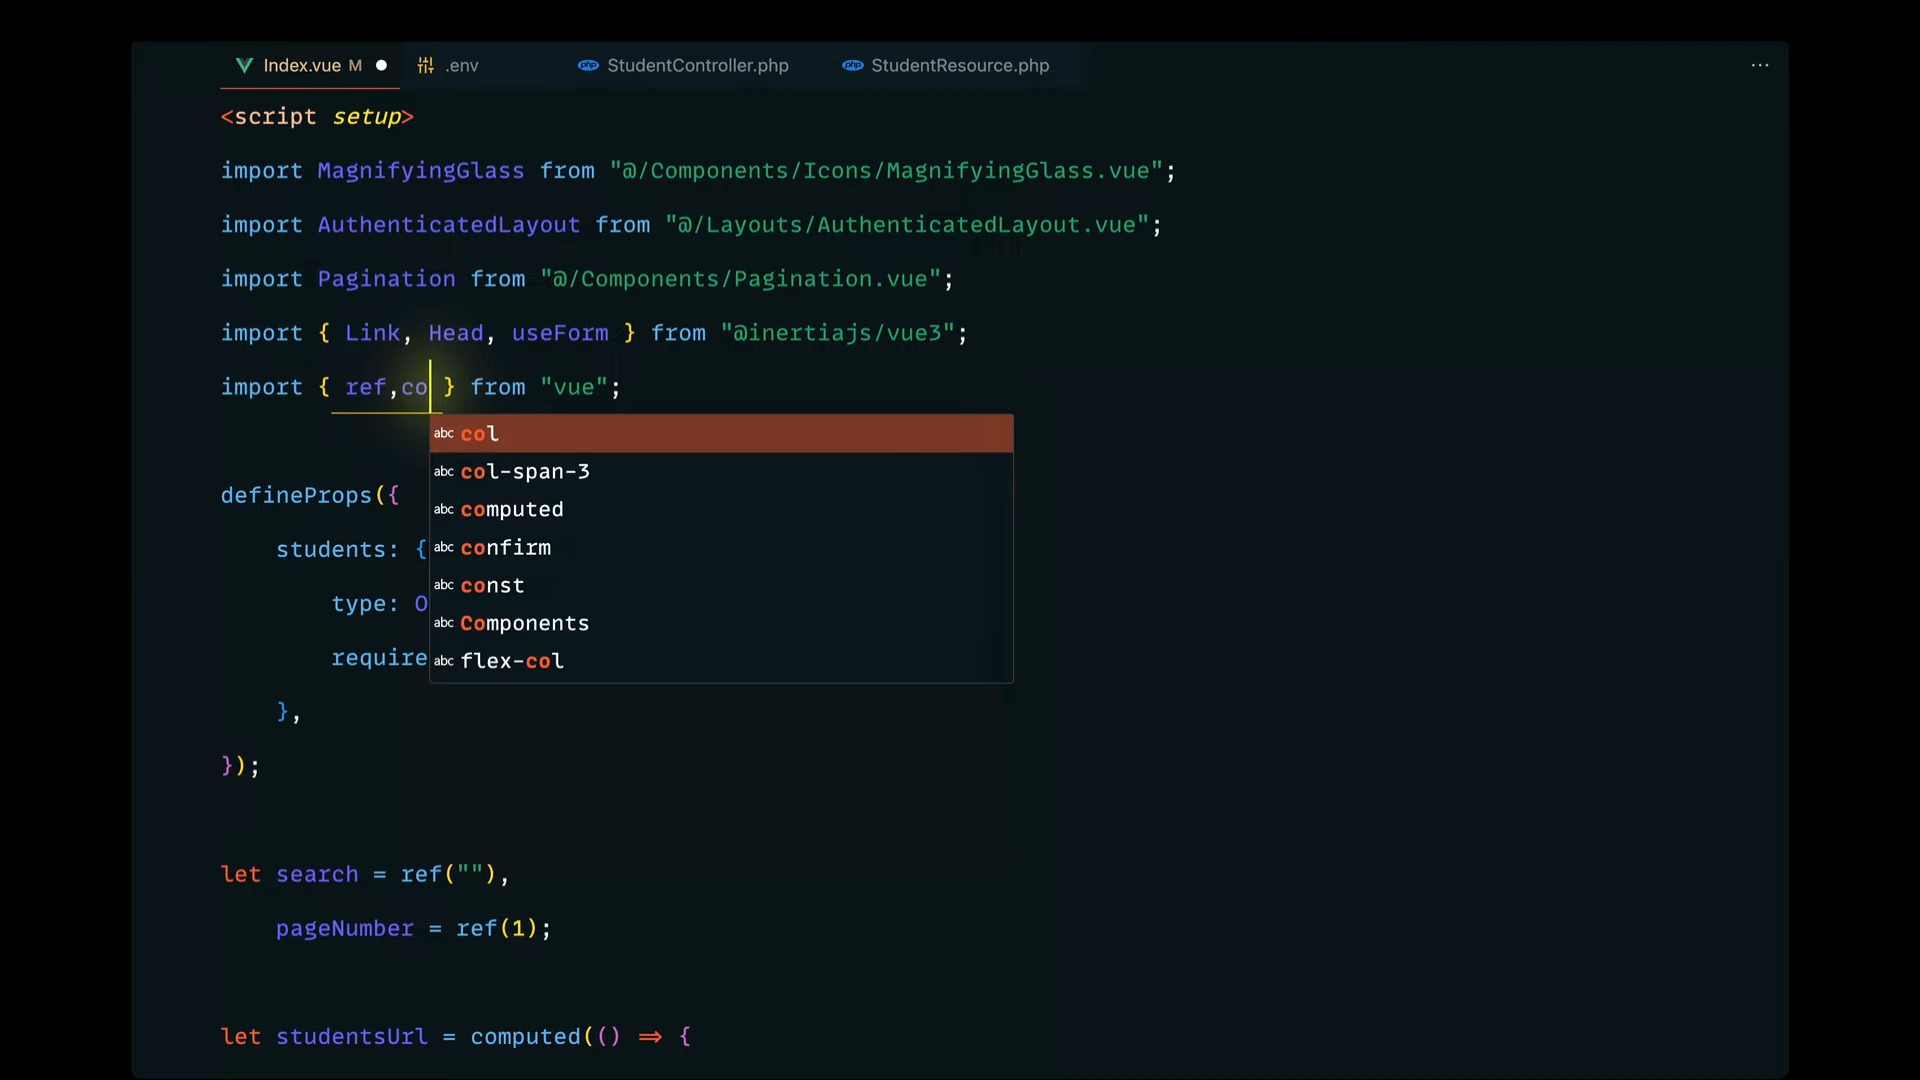 Index.vue M .env StudentController.php StudentResource.php ...
<script setup>
import MagnifyingGlass from "@/Components/Icons/MagnifyingGlass.vue";
import AuthenticatedLayout from "@/Layouts/AuthenticatedLayout.vue";
import Pagination from "@/Components/Pagination.vue";
import { Link, Head, useForm } from "@inertiajs/vue3";
import { ref,co } from "vue";
abc col
abc col-span-3
defineProps({
abc computed
students: {
abc confirm
abc const
type: O
abc Components
require
abc flex-col
},
});
let search = ref(""),
pageNumber = ref(1);
let studentsUrl = computed(() => {